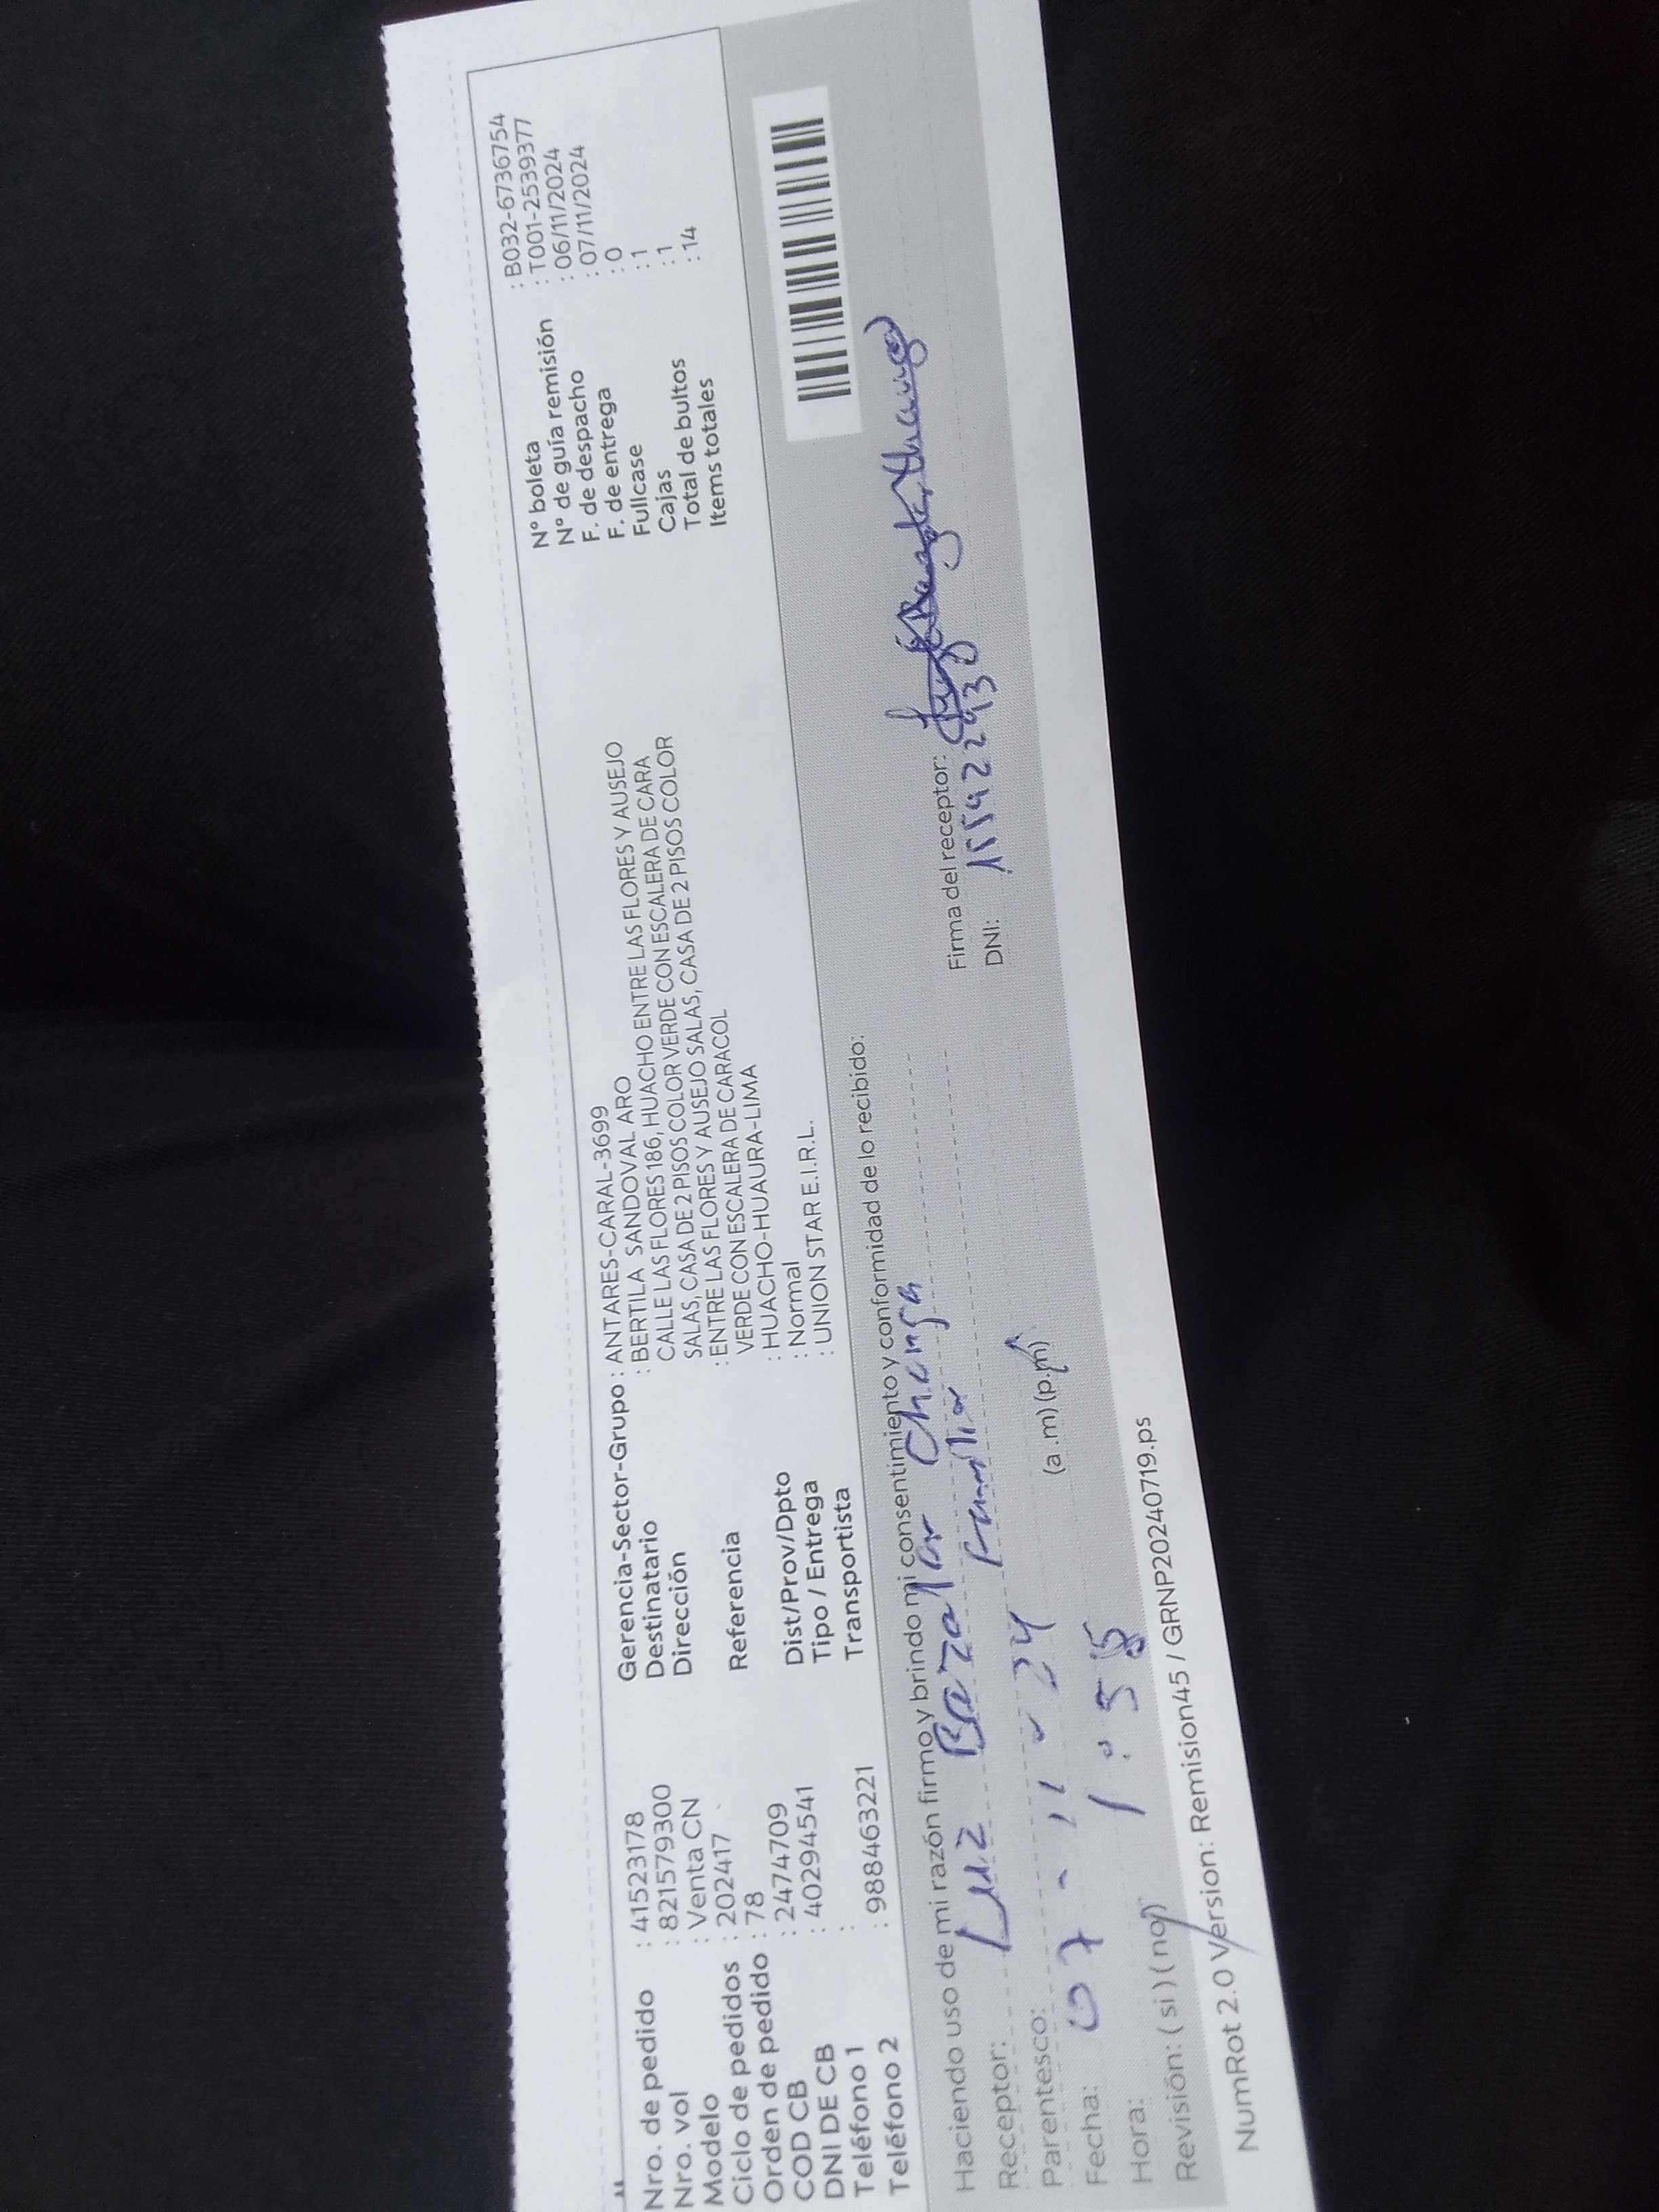 Nro. de pedido : 41523178
Nro. vol : 821579300
Modelo : Venta CN
Ciclo de pedidos : 202417
Orden de pedido : 78
COD CB : 2474709
DNI DE CB : 40294541
Teléfono 1 :
Teléfono 2 : 988463221
Gerencia-Sector-Grupo : ANTARES-CARAL-3699
Destinatario : BERTILA SANDOVAL ARO
Dirección : CALLE LAS FLORES 186, HUACHO ENTRE LAS FLORES Y AUSEJO
SALAS, CASA DE 2 PISOS COLOR VERDE CON ESCALERA DE CARA
Referencia : ENTRE LAS FLORES Y AUSEJO SALAS, CASA DE 2 PISOS COLOR
VERDE CON ESCALERA DE CARACOL
Dist/Prov/Dpto : HUACHO-HUAURA-LIMA
Tipo / Entrega : Normal
Transportista : UNION STAR E.I.R.L.
N° boleta : B032-6736754
N° de guía remisión : T001-2539377
F. de despacho : 06/11/2024
F. de entrega : 07/11/2024
Fullcase : 0
Cajas : 1
Total de bultos : 1
Items totales : 14
Haciendo uso de mi razón firmo y brindo mi consentimiento y conformidad de lo recibido:
Receptor: Luz Bazalar Changa
Parentesco: Familia
Fecha: 07 - 11 - 24
Hora: 1:55 (a.m) (p.m)
Revisión: (si) (no)
Firma del receptor:
DNI: 15592293
NumRot 2.0 Version: Remision45 / GRNP20240719.ps